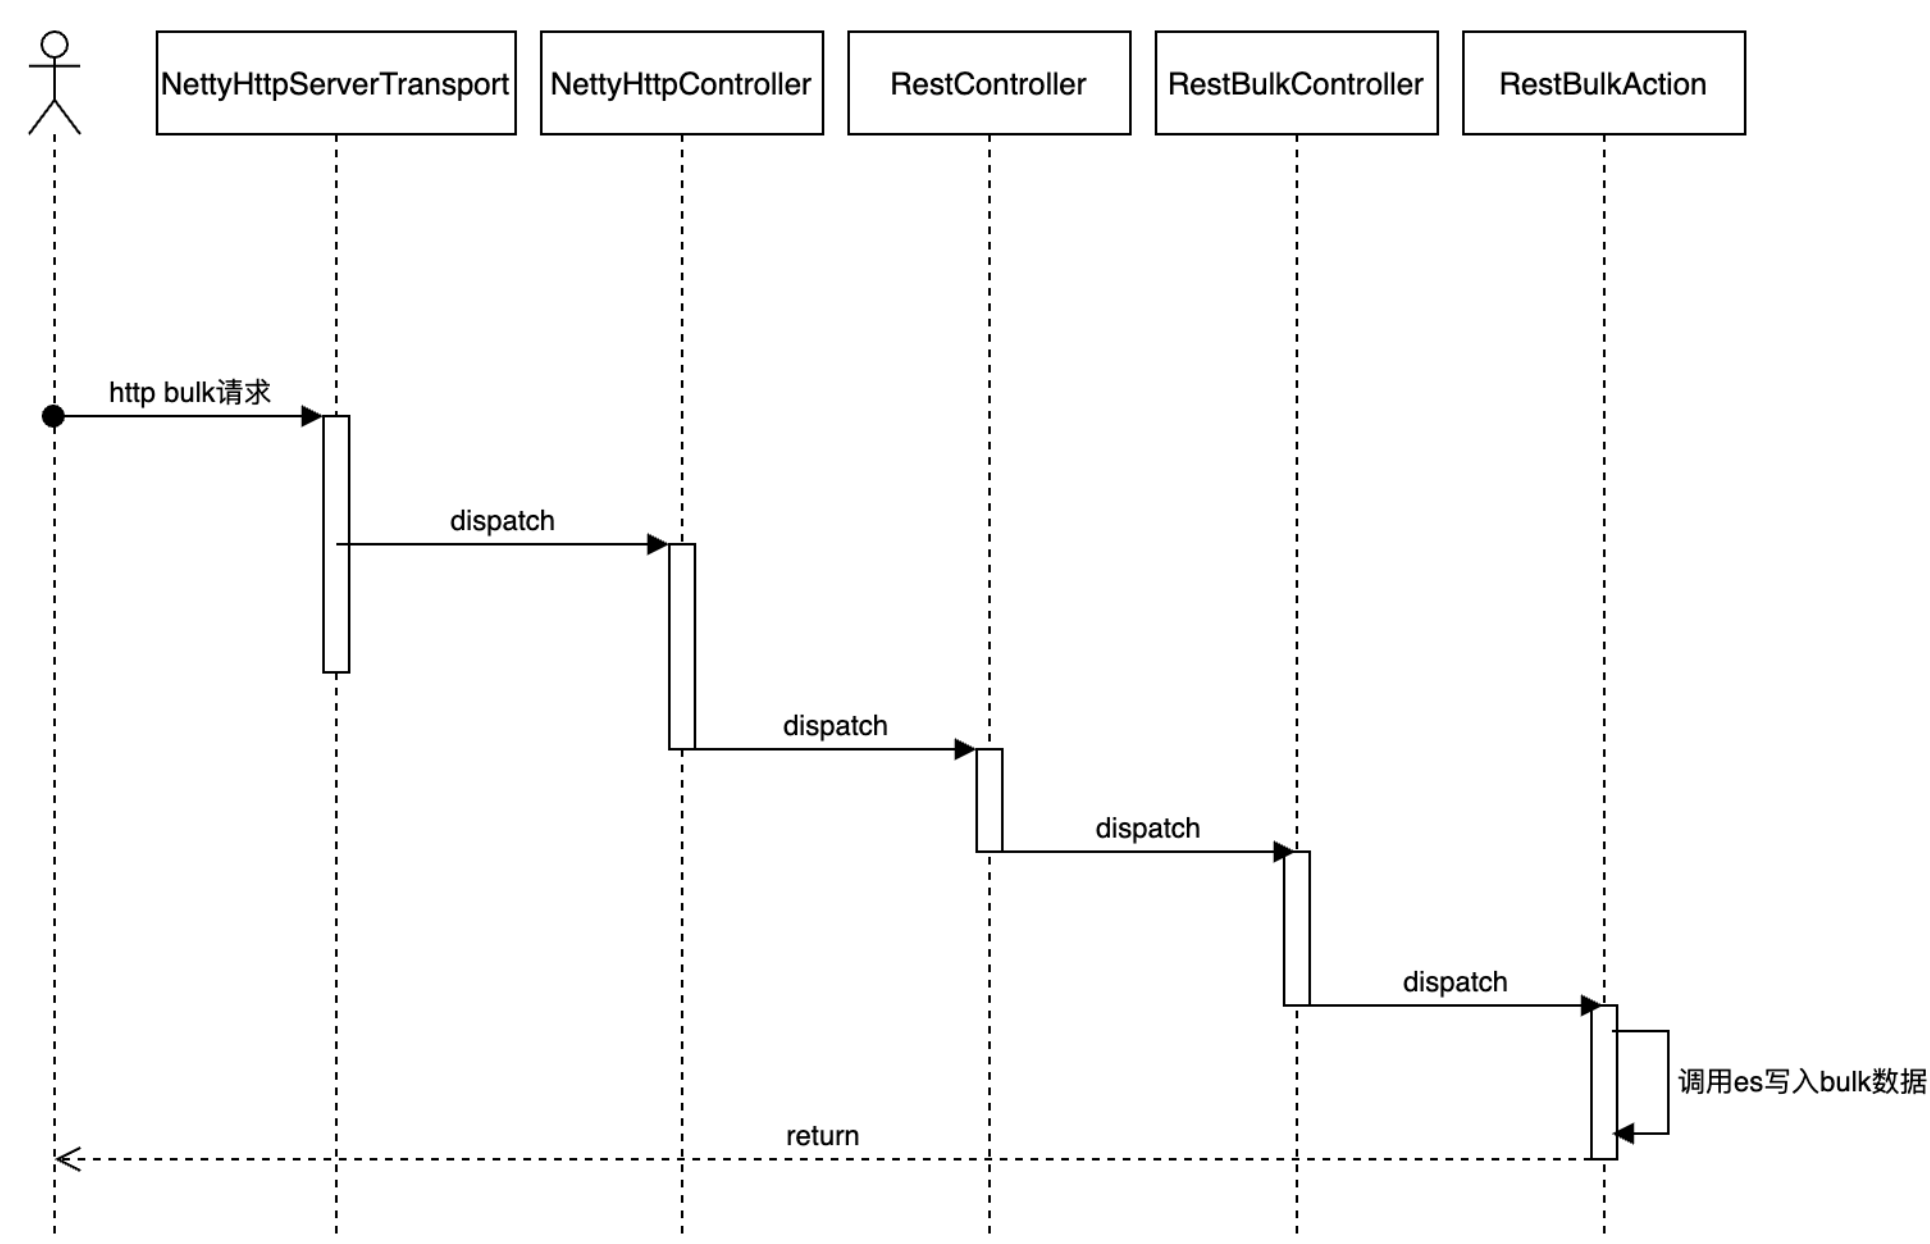 NettyHttpServerTransport
NettyHttpController
RestController
RestBulkController
RestBulkAction
http bulk请求
dispatch
dispatch
dispatch
dispatch
调用es写入bulk数据
return